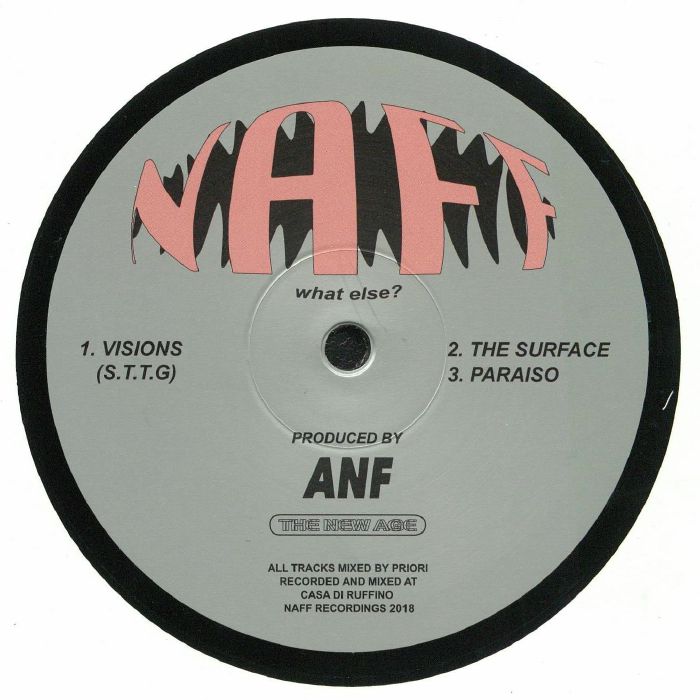 NAFF
what else?
1. VISIONS
(S.T.T.G)
2. THE SURFACE
3. PARAISO
PRODUCED BY
ANF
THE NEW AGE
ALL TRACKS MIXED BY PRIORI
RECORDED AND MIXED AT
CASA DI RUFFINO
NAFF RECORDINGS 2018